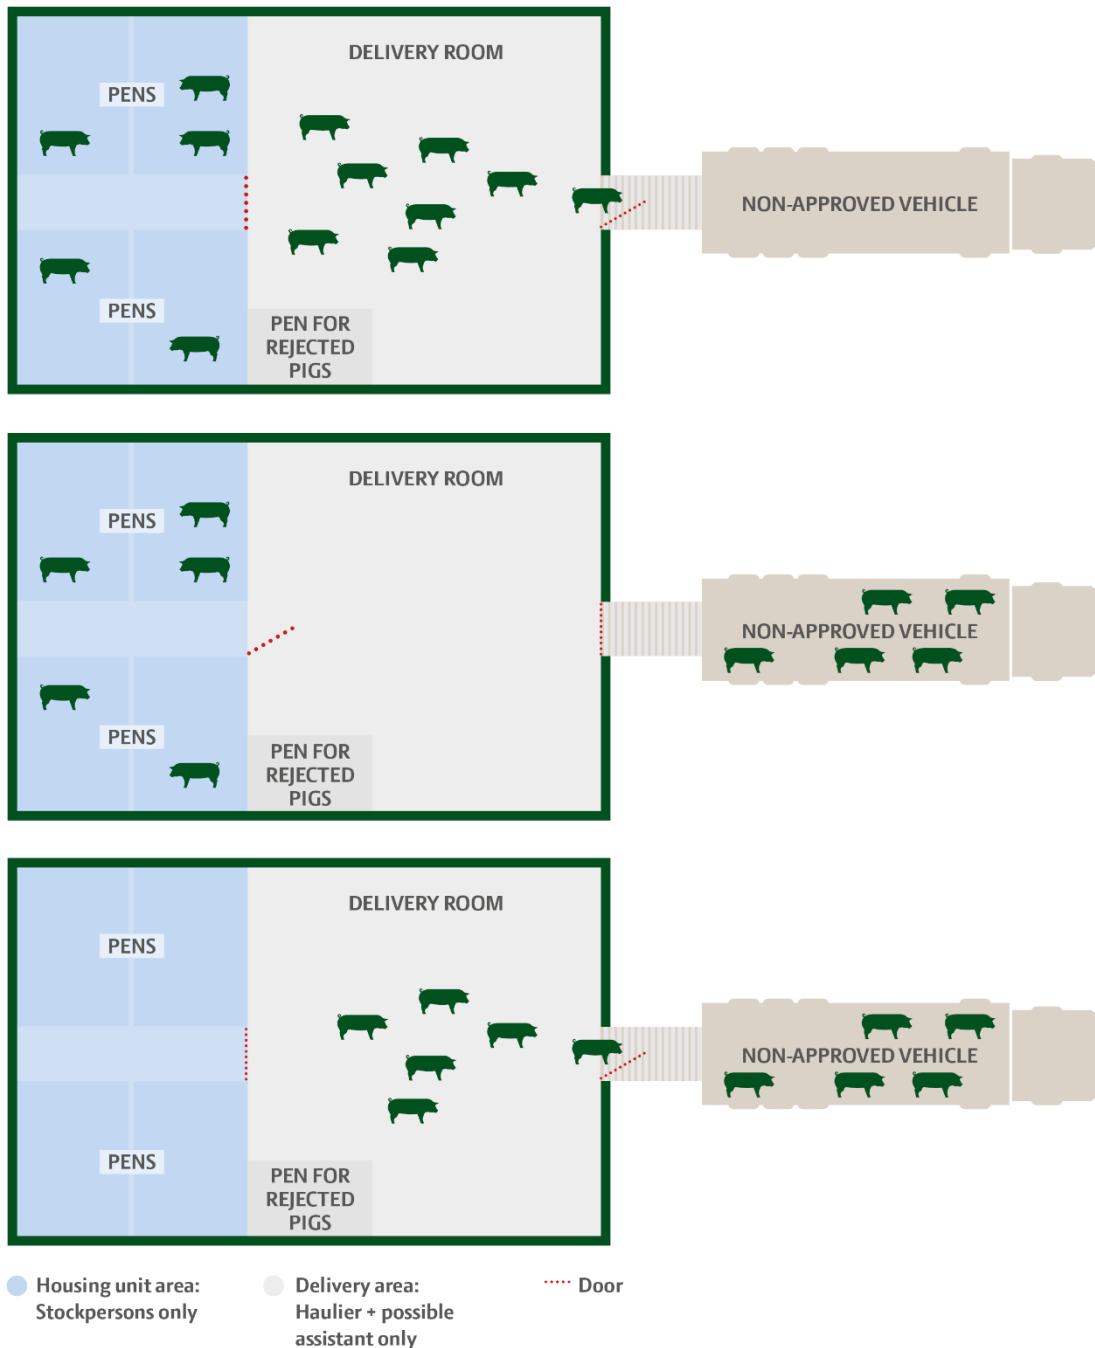 DELIVERY ROOM
PENS
NON-APPROVED VEHICLE
PENS
PEN FOR
REJECTED
PIGS
DELIVERY ROOM
PENS
NON-APPROVED VEHICLE
PENS
PEN FOR
REJECTED
PIGS
DELIVERY ROOM
PENS
NON-APPROVED VEHICLE
PENS
PEN FOR
REJECTED
PIGS
Housing unit area:
Stockpersons only
Delivery area:
Haulier + possible
assistant only
Door